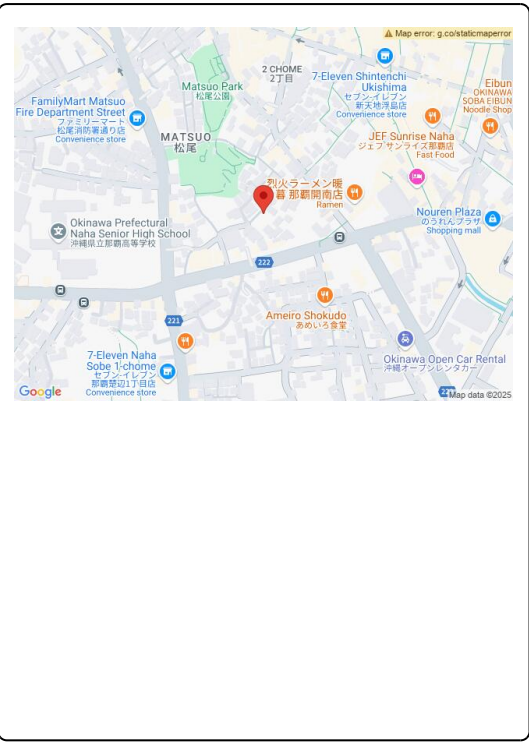 Map error: g.co/staticmaperror
2 CHOME
2丁目
7-Eleven Shintenchi
Ukishima
セブン-イレブン
新天地浮島店
Convenience store
Matsuo Park
松尾公園
Eibun
OKINAWA
SOBA EIBUN
Noodle Shop
FamilyMart Matsuo
Fire Department Street
ファミリーマート
松尾消防署通り店
Convenience store
MATSUO
松尾
JEF Sunrise Naha
ジェフ サンライズ那覇店
Fast Food
烈火ラーメン暖
暮 那覇開南店
Ramen
Nouren Plaza
のうれんプラザ
Shopping mall
Okinawa Prefectural
Naha Senior High School
沖縄県立那覇高等学校
222
221
Ameiro Shokudo
あめいろ食堂
7-Eleven Naha
Sobe 1-chome
セブン-イレブン
那覇楚辺1丁目店
Convenience store
Okinawa Open Car Rental
沖縄オープンレンタカー
Google
Map data ©2025